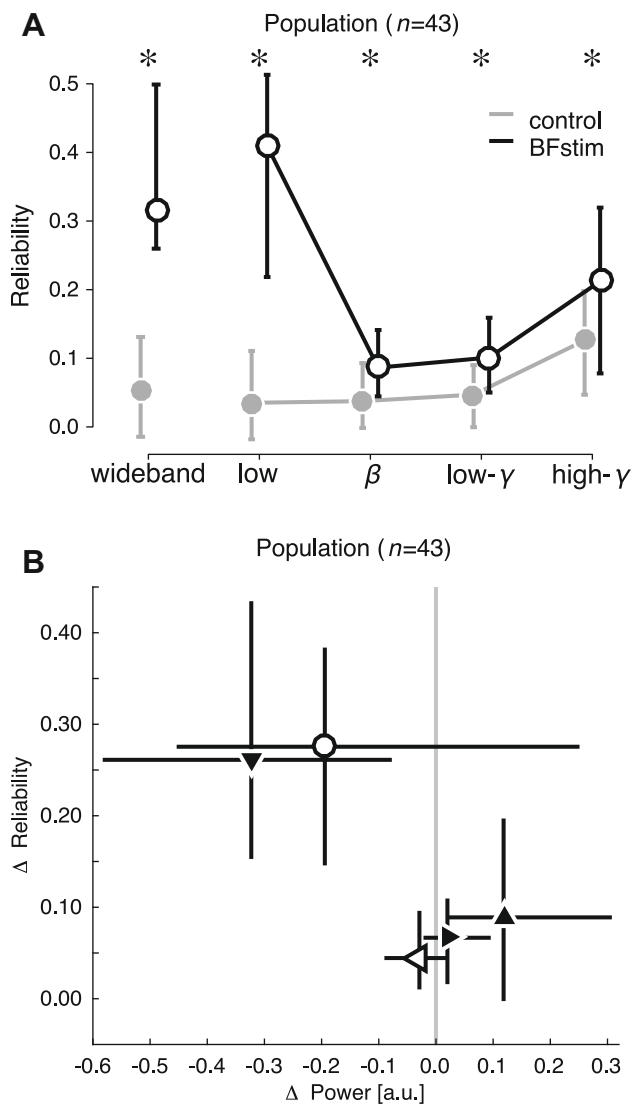 A
Population (n=43)
* * * * *
0.5
0.4
0.3
0.2
0.1
0.0
Reliability
control
BFstim
wideband low β low-γ high-γ
B
Population (n=43)
0.40
0.30
0.20
0.10
0.00
Δ Reliability
-0.6 -0.5 -0.4 -0.3 -0.2 -0.1 0.0 0.1 0.2 0.3
Δ Power [a.u.]